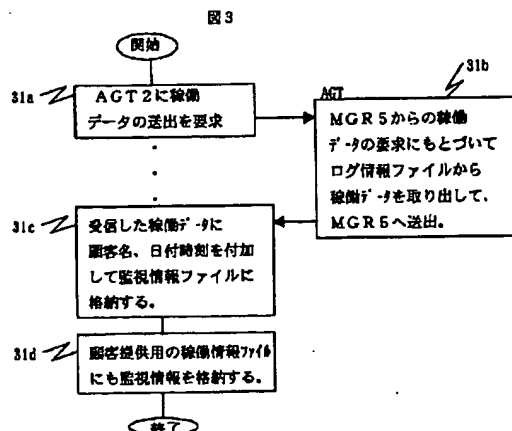 図3
開始
31a
AGT2に稼働
データの送出を要求
31b
AGT
MGR5からの稼働
データの要求にもとづいて
ログ情報ファイルから
稼働データを取り出して、
MGR5へ送出。
31c
受信した稼働データに
顧客名、日付時刻を付加
して監視情報ファイルに
格納する。
31d
顧客提供用の稼働情報ファイル
にも監視情報を格納する。
終了